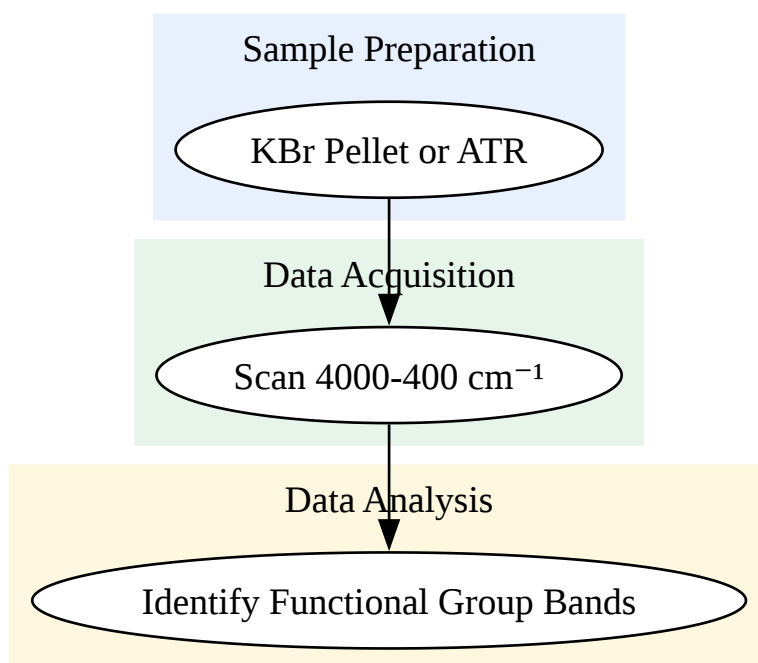 Sample Preparation
KBr Pellet or ATR
Data Acquisition
Scan 4000-400 cm⁻¹
Data Analysis
Identify Functional Group Bands